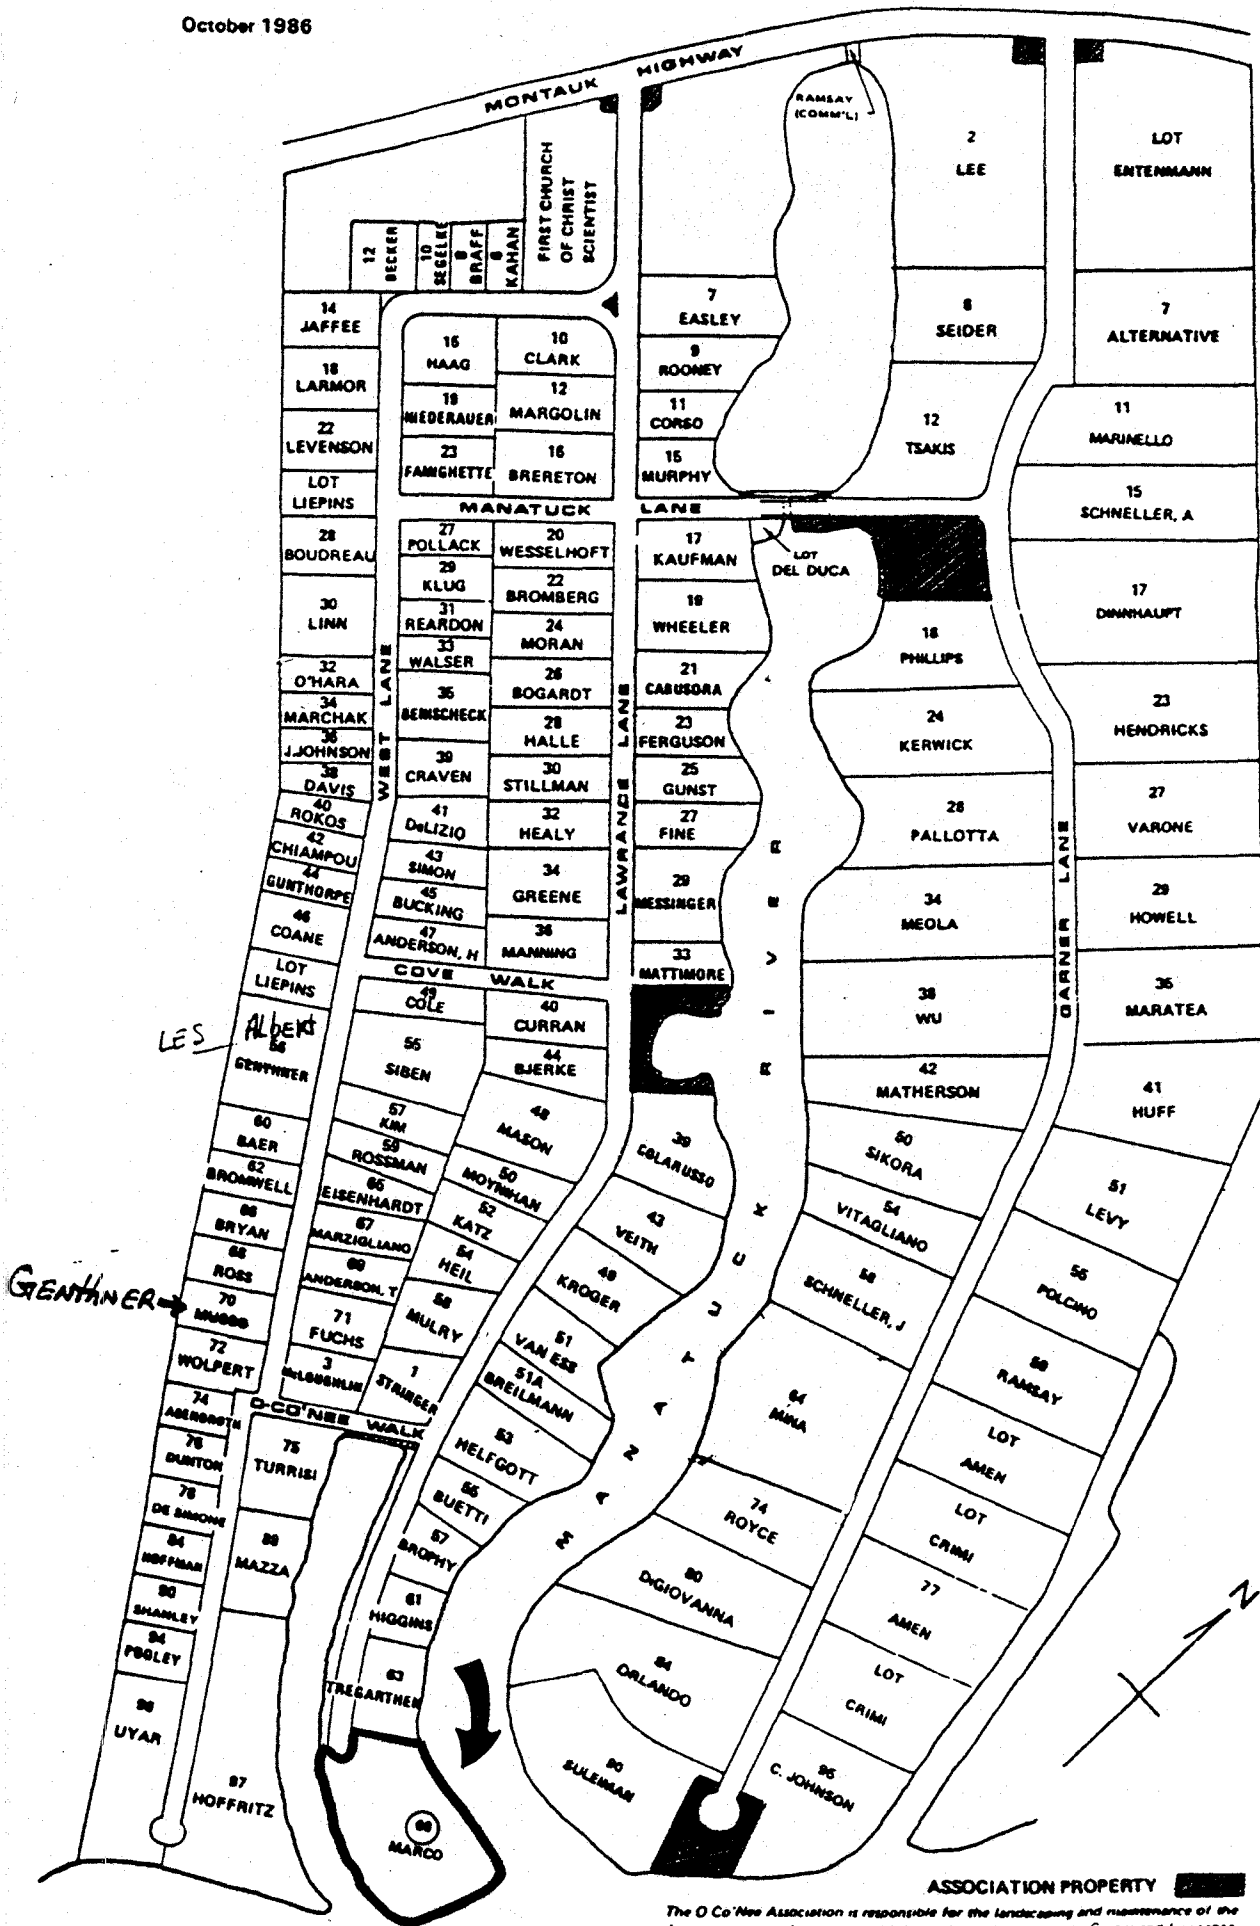 October 1986
MONTAUK HIGHWAY
RAMSAY
(COMM'L)
2
LEE
LOT
ENTENMANN
FIRST CHURCH
OF CHRIST
SCIENTIST
12
BECKER
10
SEGELKE
8
BRAFF
KAHAN
14
JAFFEE
18
LARMOR
22
LEVENSON
LOT
LIEPINS
28
BOUDREAU
30
LINN
32
O'HARA
34
MARCHAK
36
J.JOHNSON
38
DAVIS
40
ROKOS
42
CHIAMPOU
44
GUNTHORPE
46
COANE
LOT
LIEPINS
LES ALBERT
56
GENTHNER
60
BAER
62
BROMWELL
66
BRYAN
68
ROSS
GENTHNER
70
72
WOLPERT
74
76
DUNTON
78
DE SIMONE
84
HOFFMAN
90
SHANLEY
94
98
UYAR
97
HOFFRITZ
WEST LANE
HAAG
19
NIEDERAUER
23
FAMIGHETTE
10
CLARK
12
MARGOLIN
16
BRERETON
MANATUCK LANE
27
POLLACK
29
KLUG
31
REARDON
33
WALSER
35
BENISCHECK
39
CRAVEN
41
DeLIZIO
43
SIMON
45
BUCKING
47
ANDERSON, H
20
WESSELHOFT
22
BROMBERG
24
MORAN
26
BOGARDT
28
HALLE
30
STILLMAN
32
HEALY
34
GREENE
36
MANNING
COVE WALK
49
COLE
55
SIBEN
57
KIM
59
ROSSMAN
65
EISENHARDT
67
MARZIGLIANO
69
ANDERSON, T
71
FUCHS
3
McLOUGHLIN
40
CURRAN
44
BJERKE
48
MASON
50
MOYNIHAN
52
KATZ
54
HEIL
58
MULRY
1
STRINGER
O-CO'NEE WALK
75
TURRISI
MAZZA
LAWRANCE LANE
7
EASLEY
9
ROONEY
11
CORSO
15
MURPHY
17
KAUFMAN
LOT
DEL DUCA
19
WHEELER
21
CABUSORA
23
FERGUSON
25
GUNST
27
FINE
29
MESSINGER
33
MATTIMORE
39
COLARUSSO
43
VEITH
49
KROGER
51
VAN ESS
51A
BREILMANN
53
HELFGOTT
55
BUETTI
57
BROPHY
61
HIGGINS
63
TREGARTHEN
MARCO
MANATUCK RIVER
SEIDER
12
TSAKIS
18
PHILLIPS
24
KERWICK
28
PALLOTTA
34
MEOLA
38
WU
42
MATHERSON
50
SIKORA
54
VITAGLIANO
58
SCHNELLER, J
64
MINA
74
ROYCE
80
DiGIOVANNA
84
ORLANDO
90
SULEIMAN
GARNER LANE
7
ALTERNATIVE
11
MARINELLO
15
SCHNELLER, A
17
DINNHAUPT
23
HENDRICKS
27
VARONE
29
HOWELL
35
MARATEA
41
HUFF
51
LEVY
55
POLCINO
58
RAMSAY
LOT
AMEN
LOT
CRIMI
77
AMEN
LOT
CRIMI
95
C. JOHNSON
N
ASSOCIATION PROPERTY
The O Co'Nee Association is responsible for the landscaping and maintenance of the